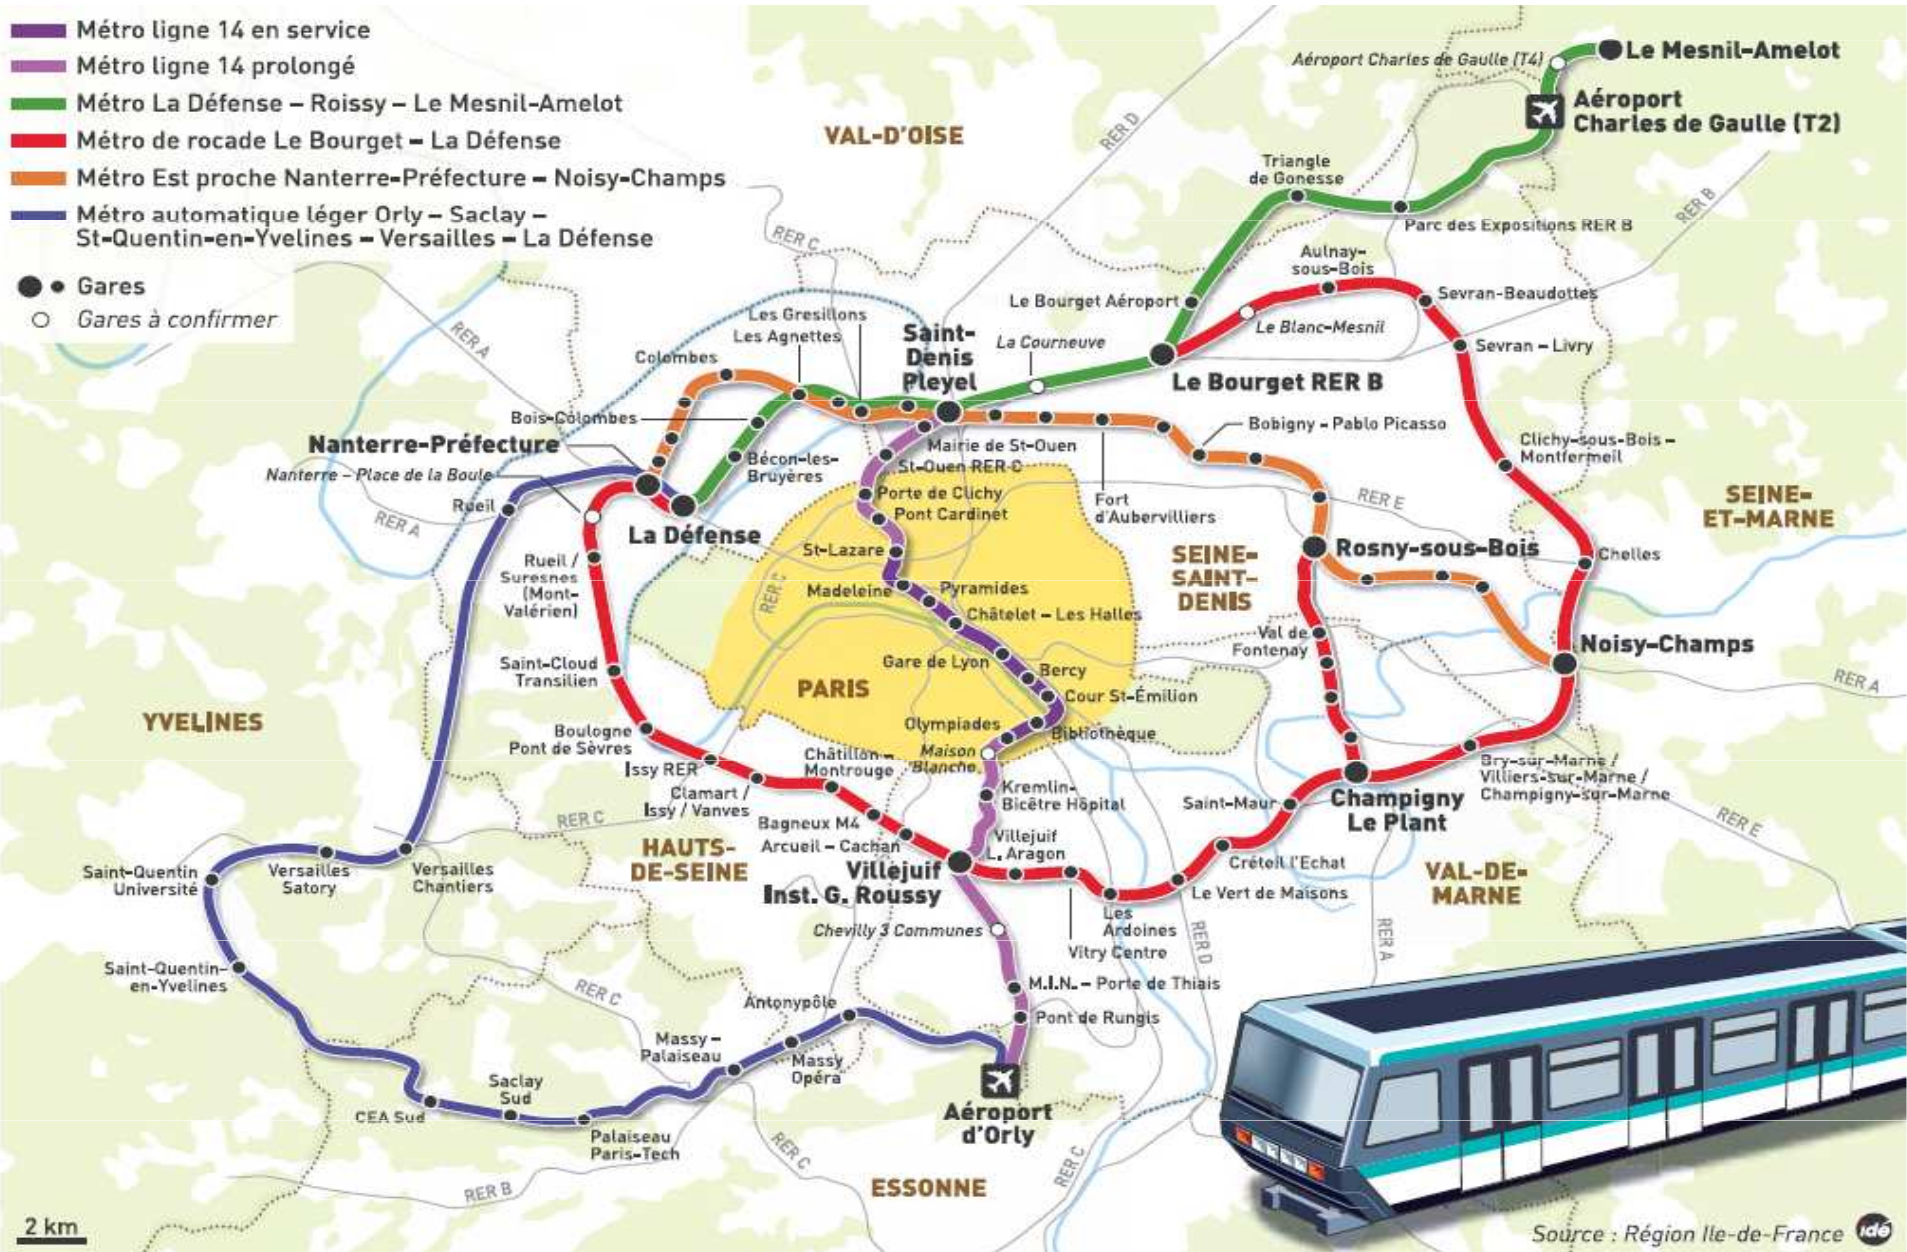 Métro ligne 14 en service
Métro ligne 14 prolongé
Métro La Défense – Roissy – Le Mesnil-Amelot
Métro de rocade Le Bourget – La Défense
Métro Est proche Nanterre-Préfecture – Noisy-Champs
Métro automatique léger Orly – Saclay –
St-Quentin-en-Yvelines – Versailles – La Défense
Gares
Gares à confirmer
Aéroport Charles de Gaulle (T4)
Le Mesnil-Amelot
Aéroport
Charles de Gaulle (T2)
VAL-D'OISE
RER D
Triangle
de Gonesse
RER B
Parc des Expositions RER B
RER C
Aulnay-
sous-Bois
Le Bourget Aéroport
Sevran-Beaudottes
Le Blanc-Mesnil
Sevran – Livry
Les Gresillons
Les Agnettes
Saint-
Denis
Pleyel
La Courneuve
Le Bourget RER B
RER A
Colombes
Bois-Colombes
Nanterre-Préfecture
Nanterre – Place de la Boule
Bécon-les-
Bruyères
Mairie de St-Ouen
St-Ouen RER C
Bobigny – Pablo Picasso
Clichy-sous-Bois –
Montfermeil
Porte de Clichy
Pont Cardinet
Fort
d'Aubervilliers
RER E
SEINE-
ET-MARNE
Rueil
RER A
La Défense
St-Lazare
SEINE-
SAINT-
DENIS
Rosny-sous-Bois
Chelles
Rueil /
Suresnes
(Mont-
Valérien)
RER C
Madeleine
Pyramides
Châtelet – Les Halles
Val de
Fontenay
Noisy-Champs
Saint-Cloud
Transilien
Gare de Lyon
Bercy
PARIS
Cour St-Émilion
RER A
YVELINES
Boulogne
Pont de Sèvres
Olympiades
Bibliothèque
Issy RER
Châtillon –
Montrouge
Maison
Blanche
Clamart /
Issy / Vanves
Kremlin-
Bicêtre Hôpital
Saint-Maur
Champigny
Le Plant
Bry-sur-Marne /
Villiers-sur-Marne /
Champigny-sur-Marne
RER C
Bagneux M4
Arcueil – Cachan
Villejuif
L. Aragon
RER E
HAUTS-
DE-SEINE
Villejuif
Inst. G. Roussy
Créteil l'Echat
Le Vert de Maisons
VAL-DE-
MARNE
Saint-Quentin
Université
Versailles
Satory
Versailles
Chantiers
Chevilly 3 Communes
Les
Ardoines
Vitry Centre
RER D
RER A
Saint-Quentin-
en-Yvelines
RER C
M.I.N. – Porte de Thiais
Antonypôle
Pont de Rungis
Massy –
Palaiseau
Massy
Opéra
Saclay
Sud
CEA Sud
Aéroport
d'Orly
Palaiseau
Paris-Tech
RER C
RER C
RER B
ESSONNE
2 km
Source : Région Ile-de-France
idé